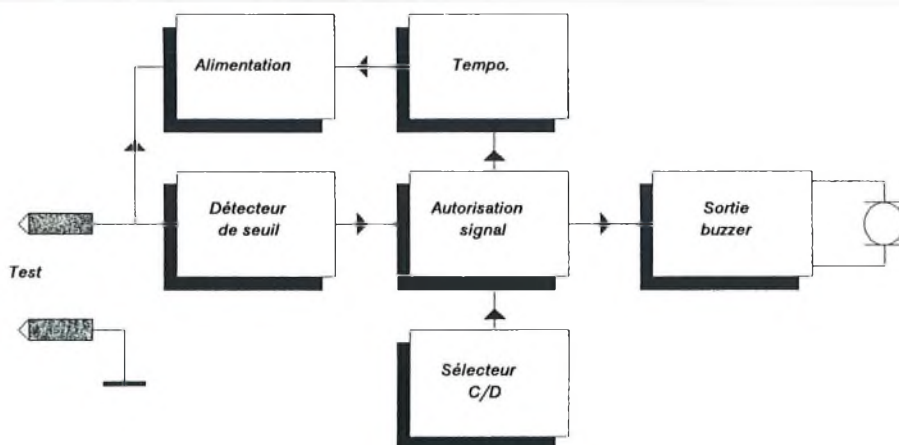 Alimentation
Tempo.
Détecteur
de seuil
Autorisation
signal
Sortie
buzzer
Test
Sélecteur
C/D